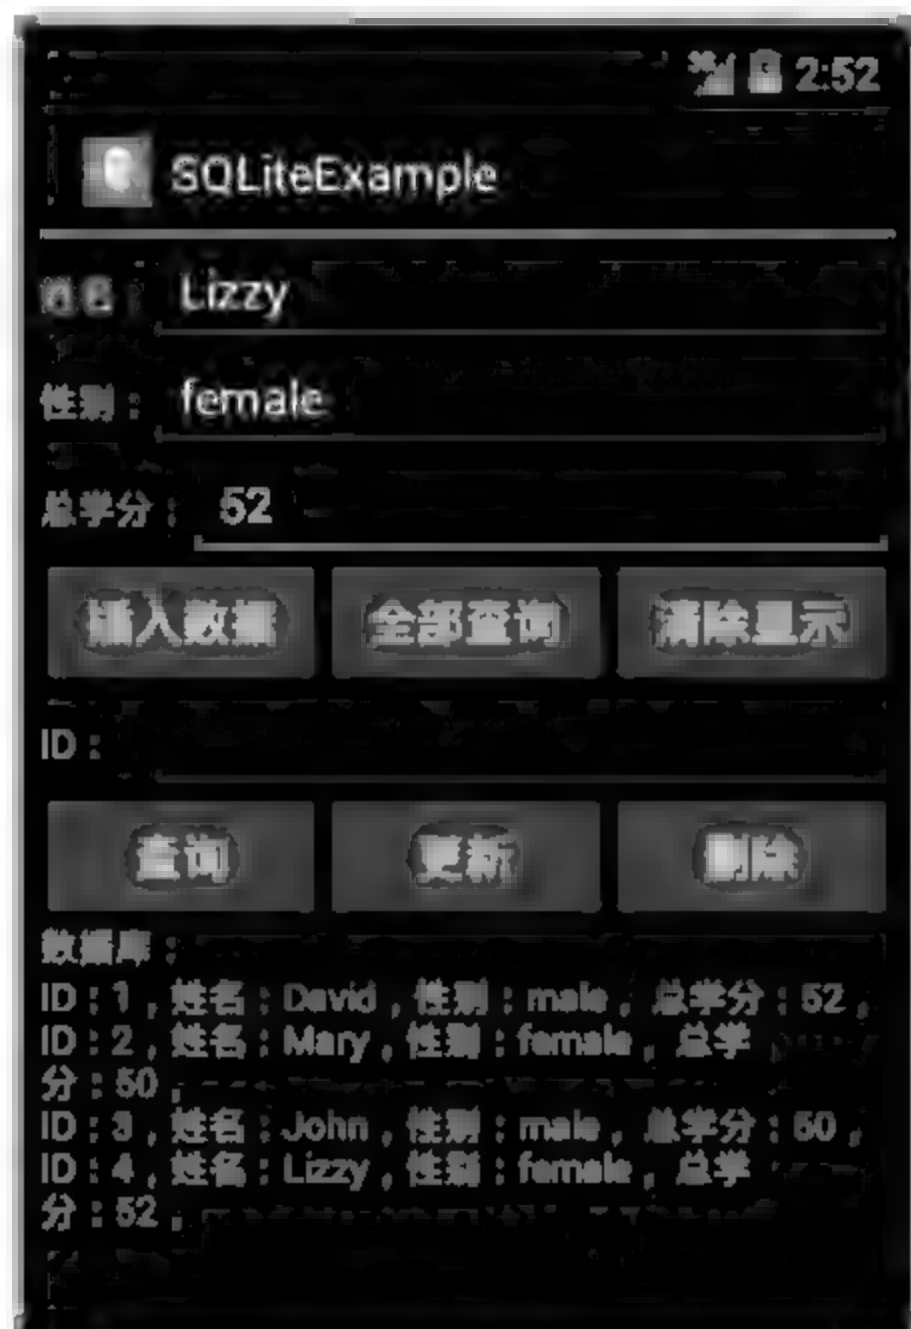 2:52
SQLiteExample
Lizzy
性别： female
总学分： 52
插入数据 全部查询 清除显示
ID：
查询 更新 删除
数据库：
ID：1，姓名：David，性别：male，总学分：52，
ID：2，姓名：Mary，性别：female，总学
分：50，
ID：3，姓名：John，性别：male，总学分：50，
ID：4，姓名：Lizzy，性别：female，总学
分：52，